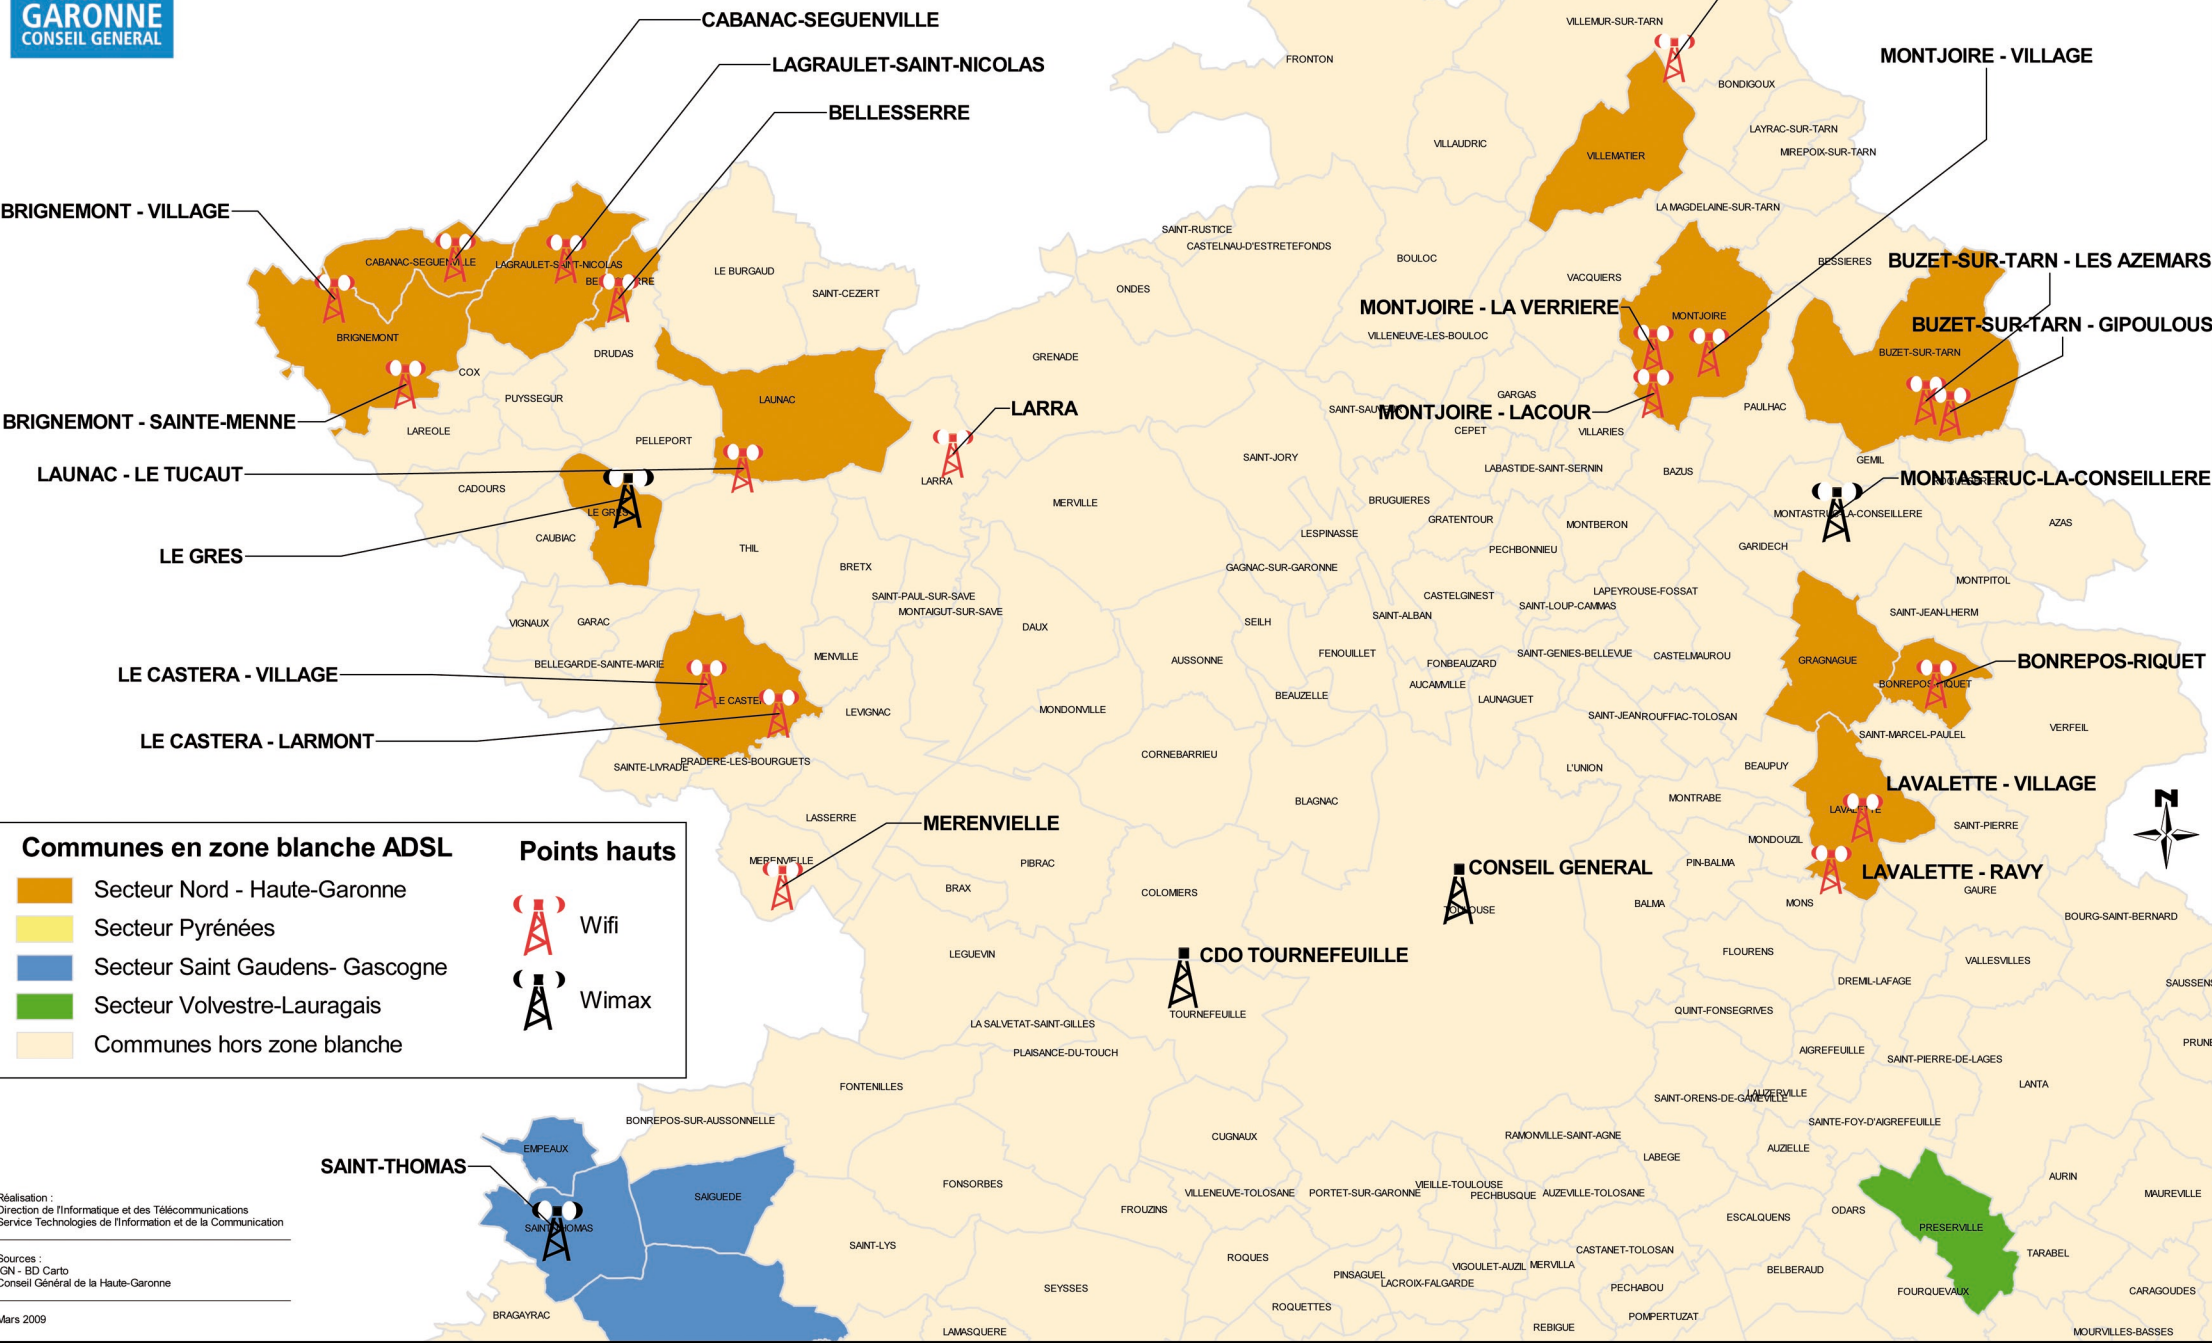 GARONNE
CONSEIL GENERAL
CABANAC-SEGUENVILLE
LAGRAULET-SAINT-NICOLAS
BELLESSERRE
MONTJOIRE - VILLAGE
BRIGNEMONT - VILLAGE
BUZET-SUR-TARN - LES AZEMARS
MONTJOIRE - LA VERRIERE
BUZET-SUR-TARN - GIPOULOUS
BRIGNEMONT - SAINTE-MENNE
LARRA
MONTJOIRE - LACOUR
LAUNAC - LE TUCAUT
MONTASTRUC-LA-CONSEILLERE
LE GRES
LE CASTERA - VILLAGE
BONREPOS-RIQUET
LE CASTERA - LARMONT
LAVALETTE - VILLAGE
MERENVIELLE
CONSEIL GENERAL
LAVALETTE - RAVY
CDO TOURNEFEUILLE
SAINT-THOMAS
N
VILLEMUR-SUR-TARN
FRONTON
BONDIGOUX
LAYRAC-SUR-TARN
VILLAUDRIC
MIREPOIX-SUR-TARN
VILLEMATIER
LA MAGDELAINE-SUR-TARN
SAINT-RUSTICE
CASTELNAU-D'ESTRETEFONDS
BOULOC
BESSIERES
CABANAC-SEGUENVILLE
LAGRAULET-SAINT-NICOLAS
LE BURGAUD
VACQUIERS
SAINT-CEZERT
ONDES
MONTJOIRE
BRIGNEMONT
VILLENEUVE-LES-BOULOC
DRUDAS
GRENADE
BUZET-SUR-TARN
COX
PUYSSEGUR
LAUNAC
GARGAS
PAULHAC
LAREOLE
PELLEPORT
CEPET
VILLARIES
SAINT-JORY
GEMIL
LABASTIDE-SAINT-SERNIN
BAZUS
LARRA
CADOURS
MERVILLE
BRUGUIERES
LE GRES
MONTASTRUC-LA-CONSEILLERE
GRATENTOUR
MONTBERON
AZAS
LESPINASSE
CAUBIAC
THIL
PECHBONNIEU
GARIDECH
BRETX
GAGNAC-SUR-GARONNE
MONTPITOL
SAINT-PAUL-SUR-SAVE
CASTELGINEST
LAPEYROUSE-FOSSAT
SAINT-LOUP-CAMMAS
MONTAIGUT-SUR-SAVE
SAINT-ALBAN
SAINT-JEAN-LHERM
VIGNAUX
GARAC
SEILH
DAUX
MENVILLE
FENOUILLET
SAINT-GENIES-BELLEVUE
CASTELMAUROU
BELLEGARDE-SAINTE-MARIE
AUSSONNE
FONBEAUZARD
GRAGNAGUE
AUCAMVILLE
BONREPOS-RIQUET
BEAUZELLE
LAUNAGUET
LEVIGNAC
MONDONVILLE
SAINT-JEAN
ROUFFIAC-TOLOSAN
VERFEIL
SAINT-MARCEL-PAULEL
CORNEBARRIEU
PRADERE-LES-BOURGUETS
SAINTE-LIVRADE
L'UNION
BEAUPUY
MONTRABE
BLAGNAC
LAVALETTE
LASSERRE
SAINT-PIERRE
MONDOUZIL
MERENVIELLE
PIBRAC
PIN-BALMA
BRAX
COLOMIERS
GAURE
BALMA
MONS
TOULOUSE
BOURG-SAINT-BERNARD
LEGUEVIN
FLOURENS
VALLESVILLES
DREMIL-LAFAGE
TOURNEFEUILLE
QUINT-FONSEGRIVES
LA SALVETAT-SAINT-GILLES
PLAISANCE-DU-TOUCH
AIGREFEUILLE
SAINT-PIERRE-DE-LAGES
FONTENILLES
LANTA
LAUZERVILLE
SAINT-ORENS-DE-GAMEVILLE
BONREPOS-SUR-AUSSONNELLE
SAINTE-FOY-D'AIGREFEUILLE
CUGNAUX
RAMONVILLE-SAINT-AGNE
EMPEAUX
AUZIELLE
LABEGE
AURIN
FONSORBES
VIEILLE-TOULOUSE
VILLENEUVE-TOLOSANE
PORTET-SUR-GARONNE
PECHBUSQUE
AUZEVILLE-TOLOSANE
MAUREVILLE
SAIGUEDE
FROUZINS
ODARS
ESCALQUENS
SAINT-THOMAS
PRESERVILLE
SAINT-LYS
CASTANET-TOLOSAN
TARABEL
ROQUES
VIGOULET-AUZIL
MERVILLA
BELBERAUD
PINSAGUEL
LACROIX-FALGARDE
SEYSSES
PECHABOU
FOURQUEVAUX
CARAGOUDES
ROQUETTES
BRAGAYRAC
POMPERTUZAT
REBIGUE
LAMASQUERE
MOURVILLES-BASSES
Communes en zone blanche ADSL
Secteur Nord - Haute-Garonne
Secteur Pyrénées
Secteur Saint Gaudens- Gascogne
Secteur Volvestre-Lauragais
Communes hors zone blanche
Points hauts
Wifi
Wimax
Réalisation :
Direction de l'Informatique et des Télécommunications
Service Technologies de l'Information et de la Communication
Sources :
IGN - BD Carto
Conseil Général de la Haute-Garonne
Mars 2009